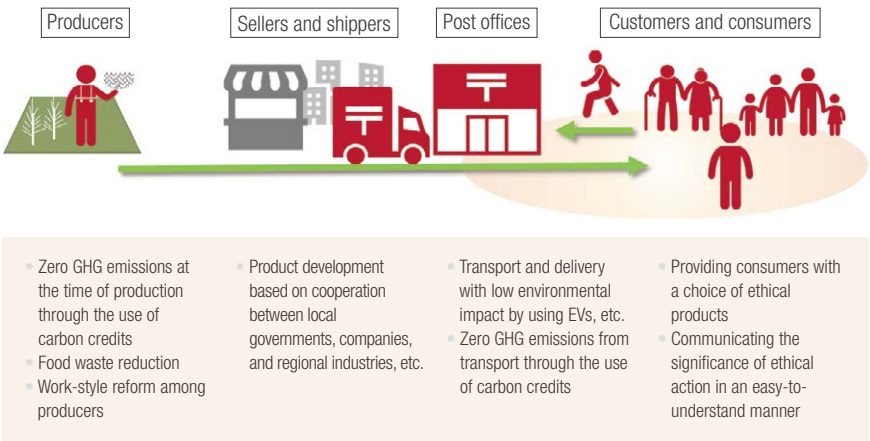 Producers
Sellers and shippers
Post offices
Customers and consumers
• Zero GHG emissions at
the time of production
through the use of
carbon credits
• Food waste reduction
• Work-style reform among
producers
• Product development
based on cooperation
between local
governments, companies,
and regional industries, etc.
• Transport and delivery
with low environmental
impact by using EVs, etc.
• Zero GHG emissions from
transport through the use
of carbon credits
• Providing consumers with
a choice of ethical
products
• Communicating the
significance of ethical
action in an easy-to-
understand manner